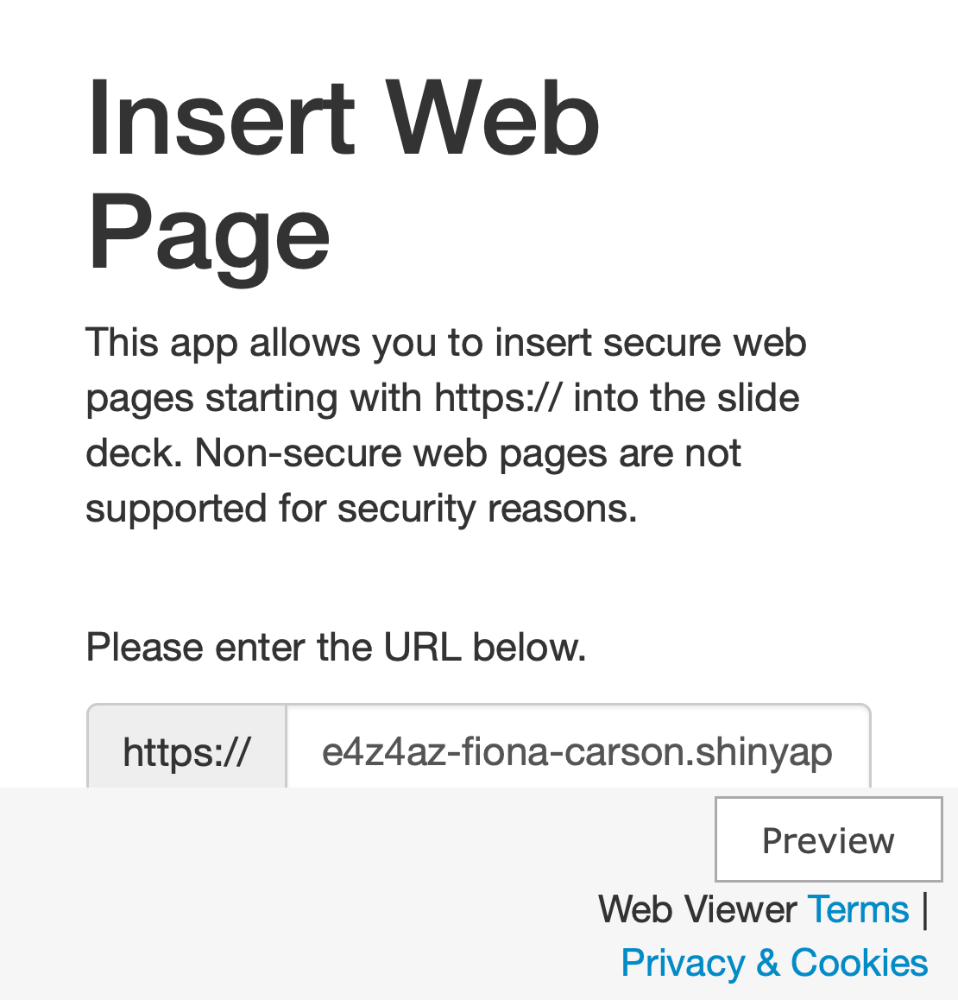 Insert Web
Page
This app allows you to insert secure web
pages starting with https:// into the slide
deck. Non-secure web pages are not
supported for security reasons.
Please enter the URL below.
https:// e4z4az-fiona-carson.shinyap
Preview
Web Viewer Terms |
Privacy & Cookies